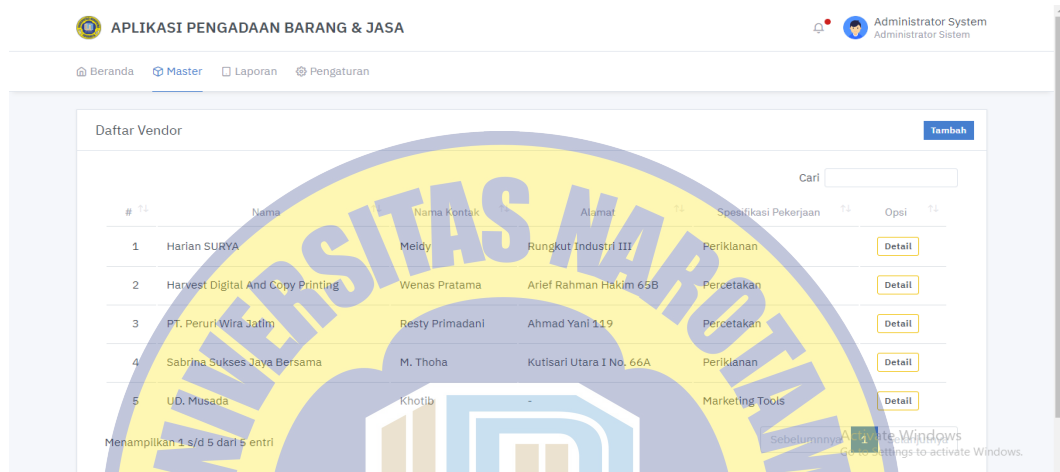 APLIKASI PENGADAAN BARANG & JASA
Administrator System
Administrator Sistem
Beranda Master Laporan Pengaturan
Daftar Vendor Tambah
Cari
# Nama Nama Kontak Alamat Spesifikasi Pekerjaan Opsi
1 Harian SURYA Meidy Rungkut Industri III Periklanan Detail
2 Harvest Digital And Copy Printing Wenas Pratama Arief Rahman Hakim 65B Percetakan Detail
3 PT. Peruri Wira Jatim Resty Primadani Ahmad Yani 119 Percetakan Detail
4 Sabrina Sukses Jaya Bersama M. Thoha Kutisari Utara I No. 66A Periklanan Detail
5 UD. Musada Khotib - Marketing Tools Detail
Menampilkan 1 s/d 5 dari 5 entri
Sebelumnnya 1 Selanjutnya
Activate Windows
Go to Settings to activate Windows.
UNIVERSITAS NAROTAMA